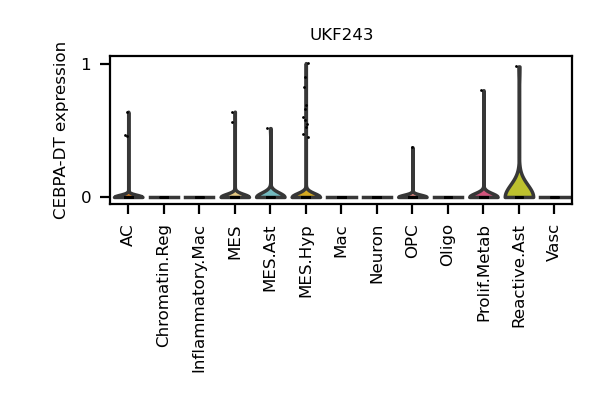 UKF243
CEBPA-DT expression
1
0
AC
Chromatin.Reg
Inflammatory.Mac
MES
MES.Ast
MES.Hyp
Mac
Neuron
OPC
Oligo
Prolif.Metab
Reactive.Ast
Vasc